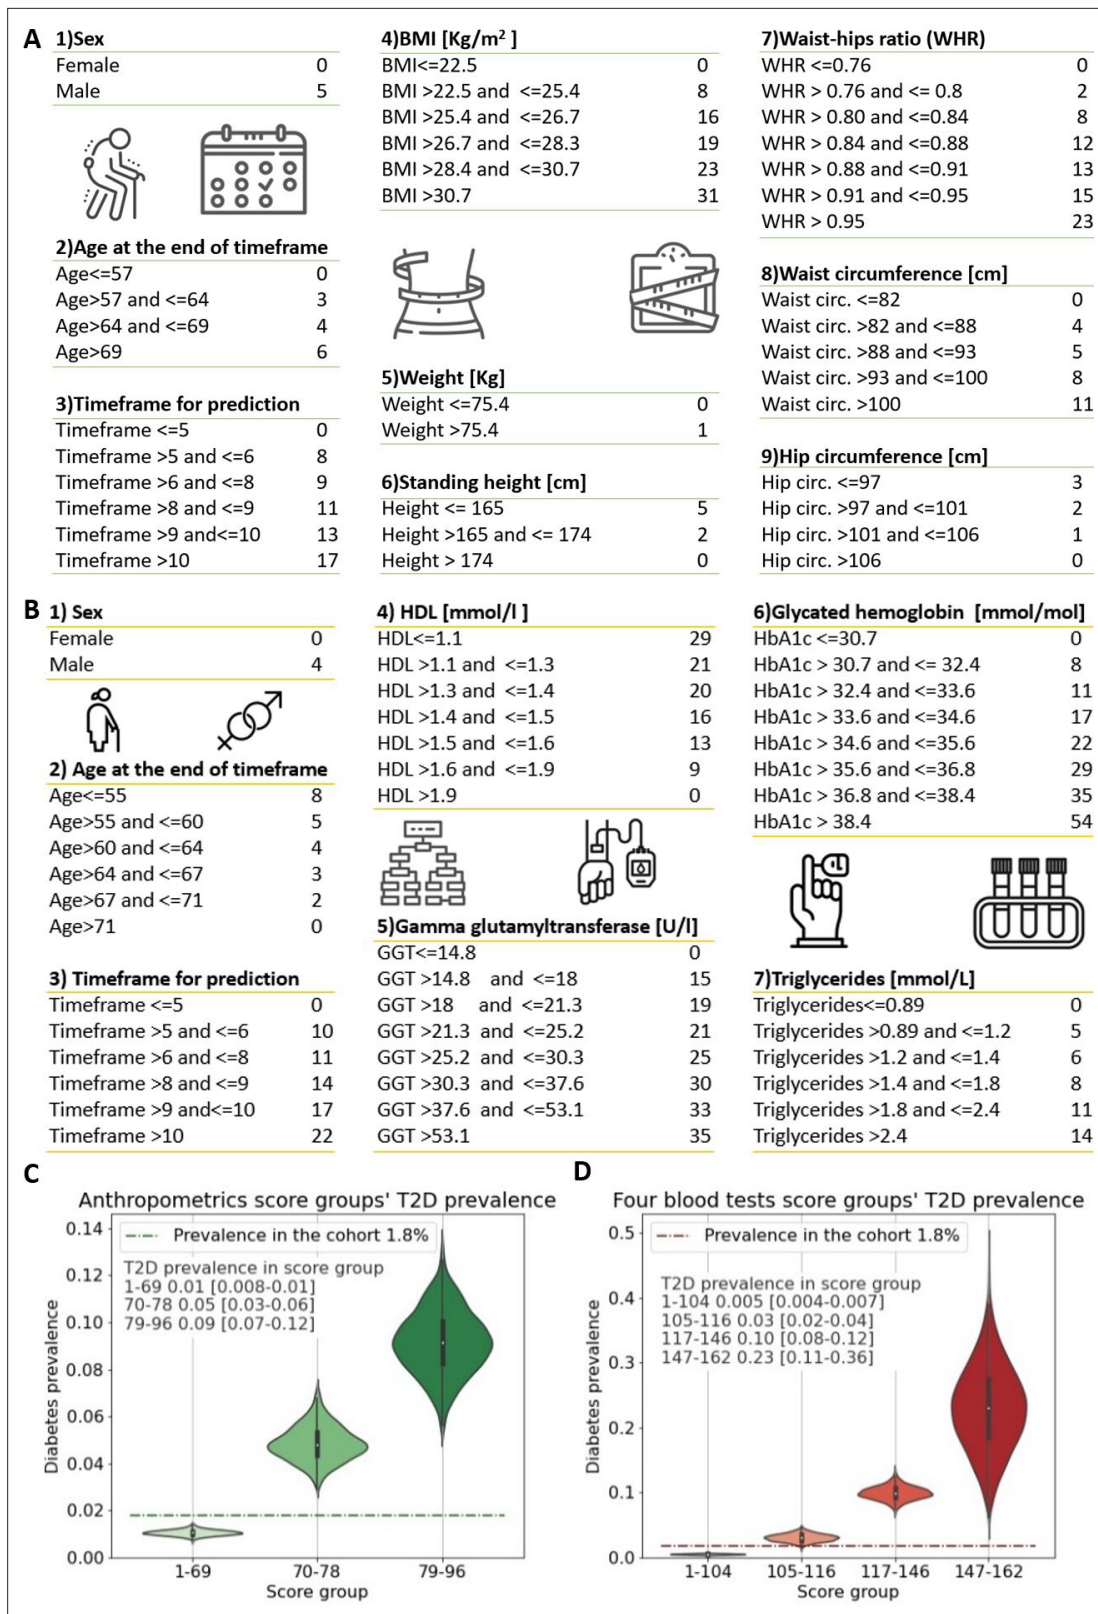 A
1)Sex
Female 0
Male 5
2)Age at the end of timeframe
Age<=57 0
Age>57 and <=64 3
Age>64 and <=69 4
Age>69 6
3)Timeframe for prediction
Timeframe <=5 0
Timeframe >5 and <=6 8
Timeframe >6 and <=8 9
Timeframe >8 and <=9 11
Timeframe >9 and<=10 13
Timeframe >10 17
4)BMI [Kg/m² ]
BMI<=22.5 0
BMI >22.5 and <=25.4 8
BMI >25.4 and <=26.7 16
BMI >26.7 and <=28.3 19
BMI >28.4 and <=30.7 23
BMI >30.7 31
5)Weight [Kg]
Weight <=75.4 0
Weight >75.4 1
6)Standing height [cm]
Height <= 165 5
Height >165 and <= 174 2
Height > 174 0
7)Waist-hips ratio (WHR)
WHR <=0.76 0
WHR > 0.76 and <= 0.8 2
WHR > 0.80 and <=0.84 8
WHR > 0.84 and <=0.88 12
WHR > 0.88 and <=0.91 13
WHR > 0.91 and <=0.95 15
WHR > 0.95 23
8)Waist circumference [cm]
Waist circ. <=82 0
Waist circ. >82 and <=88 4
Waist circ. >88 and <=93 5
Waist circ. >93 and <=100 8
Waist circ. >100 11
9)Hip circumference [cm]
Hip circ. <=97 3
Hip circ. >97 and <=101 2
Hip circ. >101 and <=106 1
Hip circ. >106 0
B
1) Sex
Female 0
Male 4
2) Age at the end of timeframe
Age<=55 8
Age>55 and <=60 5
Age>60 and <=64 4
Age>64 and <=67 3
Age>67 and <=71 2
Age>71 0
3) Timeframe for prediction
Timeframe <=5 0
Timeframe >5 and <=6 10
Timeframe >6 and <=8 11
Timeframe >8 and <=9 14
Timeframe >9 and<=10 17
Timeframe >10 22
4) HDL [mmol/l ]
HDL<=1.1 29
HDL >1.1 and <=1.3 21
HDL >1.3 and <=1.4 20
HDL >1.4 and <=1.5 16
HDL >1.5 and <=1.6 13
HDL >1.6 and <=1.9 9
HDL >1.9 0
5)Gamma glutamyltransferase [U/l]
GGT<=14.8 0
GGT >14.8 and <=18 15
GGT >18 and <=21.3 19
GGT >21.3 and <=25.2 21
GGT >25.2 and <=30.3 25
GGT >30.3 and <=37.6 30
GGT >37.6 and <=53.1 33
GGT >53.1 35
6)Glycated hemoglobin [mmol/mol]
HbA1c <=30.7 0
HbA1c > 30.7 and <= 32.4 8
HbA1c > 32.4 and <=33.6 11
HbA1c > 33.6 and <=34.6 17
HbA1c > 34.6 and <=35.6 22
HbA1c > 35.6 and <=36.8 29
HbA1c > 36.8 and <=38.4 35
HbA1c > 38.4 54
7)Triglycerides [mmol/L]
Triglycerides<=0.89 0
Triglycerides >0.89 and <=1.2 5
Triglycerides >1.2 and <=1.4 6
Triglycerides >1.4 and <=1.8 8
Triglycerides >1.8 and <=2.4 11
Triglycerides >2.4 14
C
Anthropometrics score groups' T2D prevalence
Prevalence in the cohort 1.8%
T2D prevalence in score group
1-69 0.01 [0.008-0.01]
70-78 0.05 [0.03-0.06]
79-96 0.09 [0.07-0.12]
Diabetes prevalence
0.14
0.12
0.10
0.08
0.06
0.04
0.02
0.00
1-69 70-78 79-96
Score group
D
Four blood tests score groups' T2D prevalence
Prevalence in the cohort 1.8%
T2D prevalence in score group
1-104 0.005 [0.004-0.007]
105-116 0.03 [0.02-0.04]
117-146 0.10 [0.08-0.12]
147-162 0.23 [0.11-0.36]
Diabetes prevalence
0.5
0.4
0.3
0.2
0.1
0.0
1-104 105-116 117-146 147-162
Score group